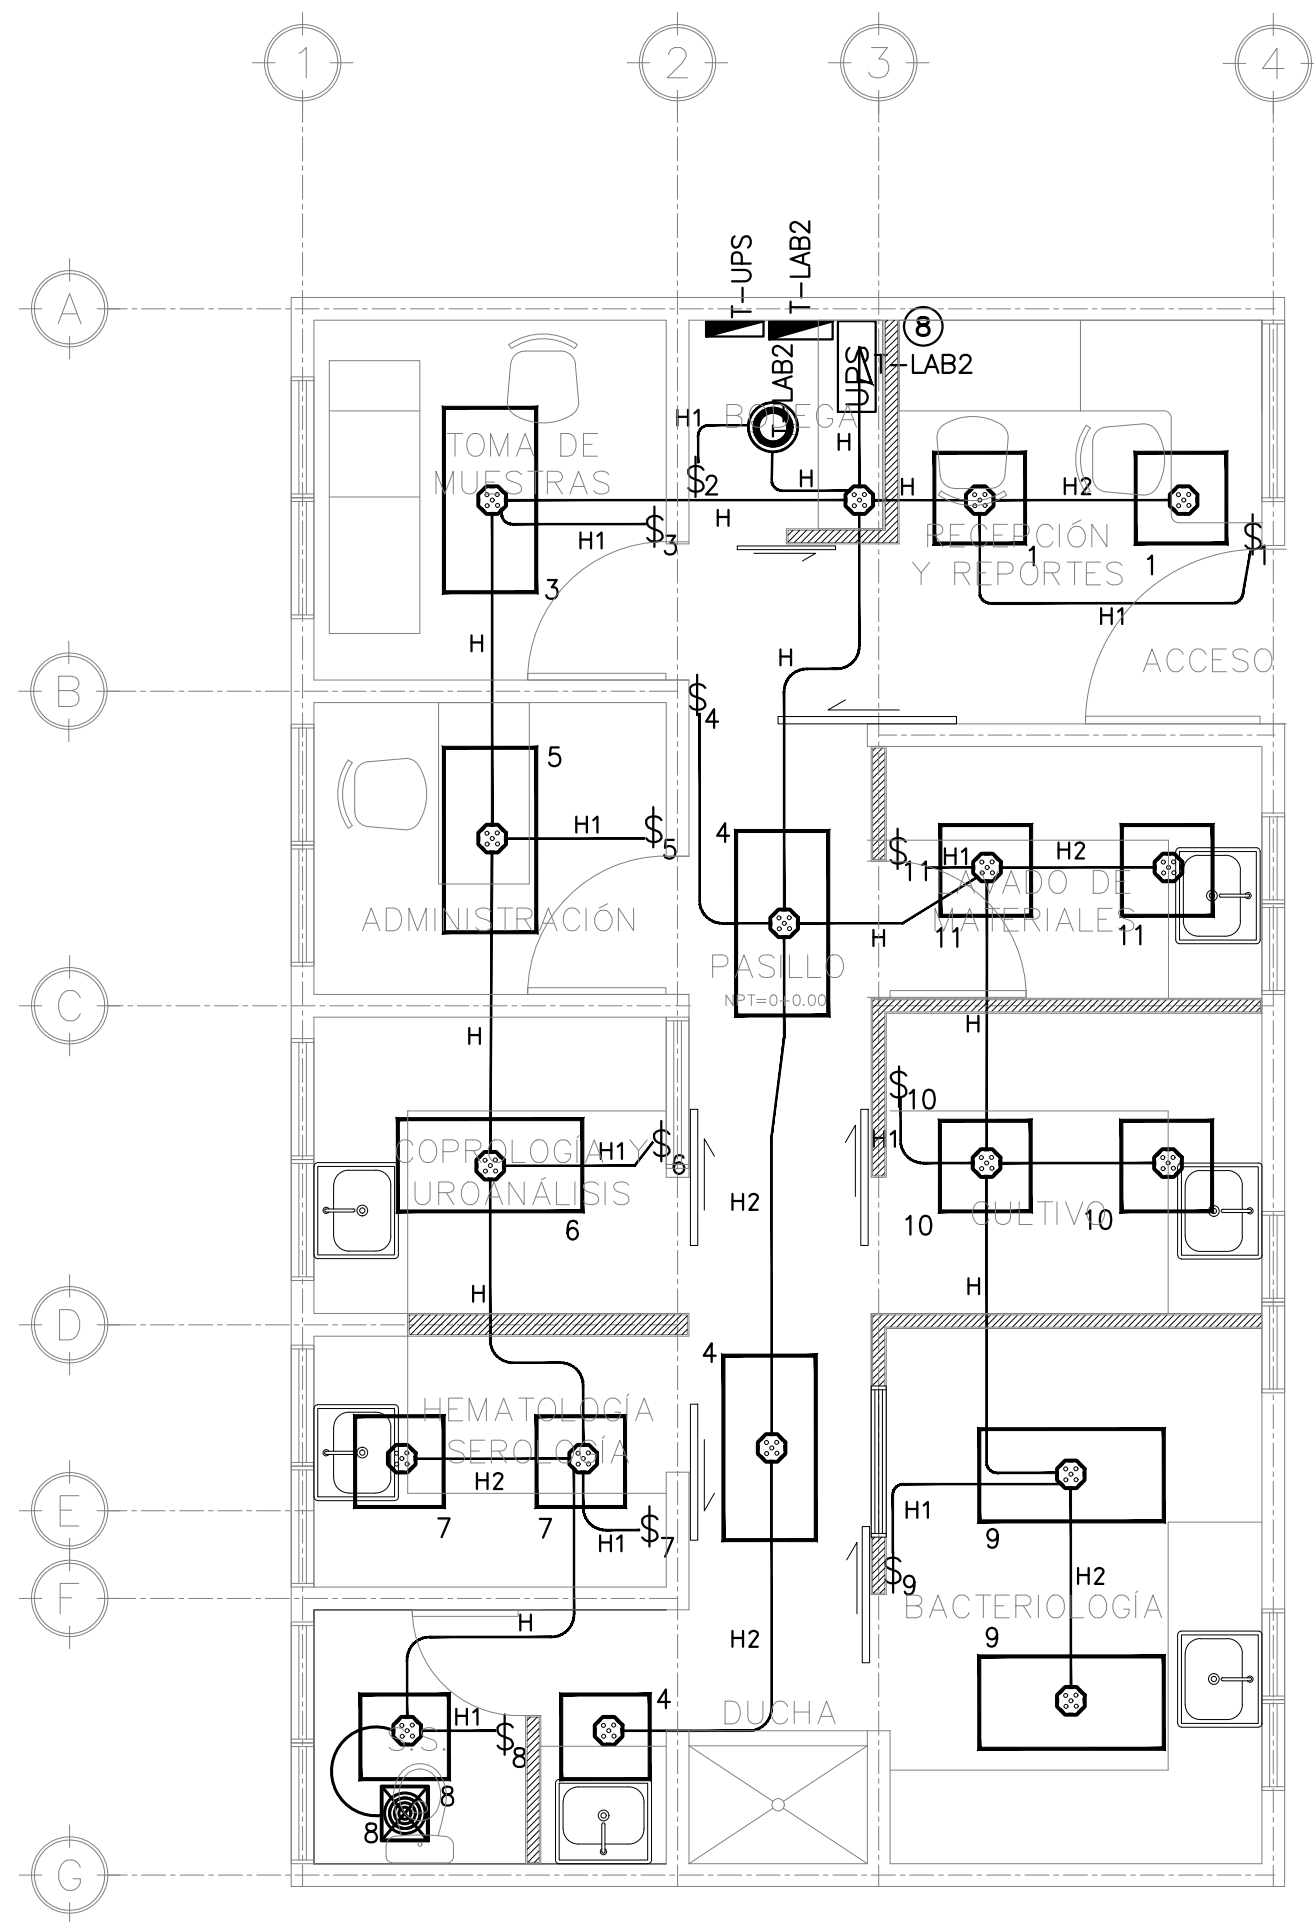 1
2
3
4
T-UPS
T-LAB2
A
8
LAB2
UPS
T-LAB2
H1
BODEGA
TOMA DE
MUESTRAS
H
$2
H
H
H2
H
H1
$3
3
RECEPCIÓN
Y REPORTES
1
1
$1
H1
H
H
ACCESO
B
$4
5
H1
$5
4
$11
H1
H2
LAVADO DE
MATERIALES
ADMINISTRACIÓN
11
11
H
PASILLO
NPT=0+0.00
C
H
H
$10
H1
COPROLOGÍA Y
UROANÁLISIS
H1
$6
6
H2
10
CULTIVO
10
H
H
D
4
HEMATOLOGÍA
SEROLOGÍA
H2
7
7
H1
$7
E
H1
9
$9
H2
BACTERIOLOGÍA
F
H
H2
9
4
DUCHA
H1
$8
S.S.
8
8
G